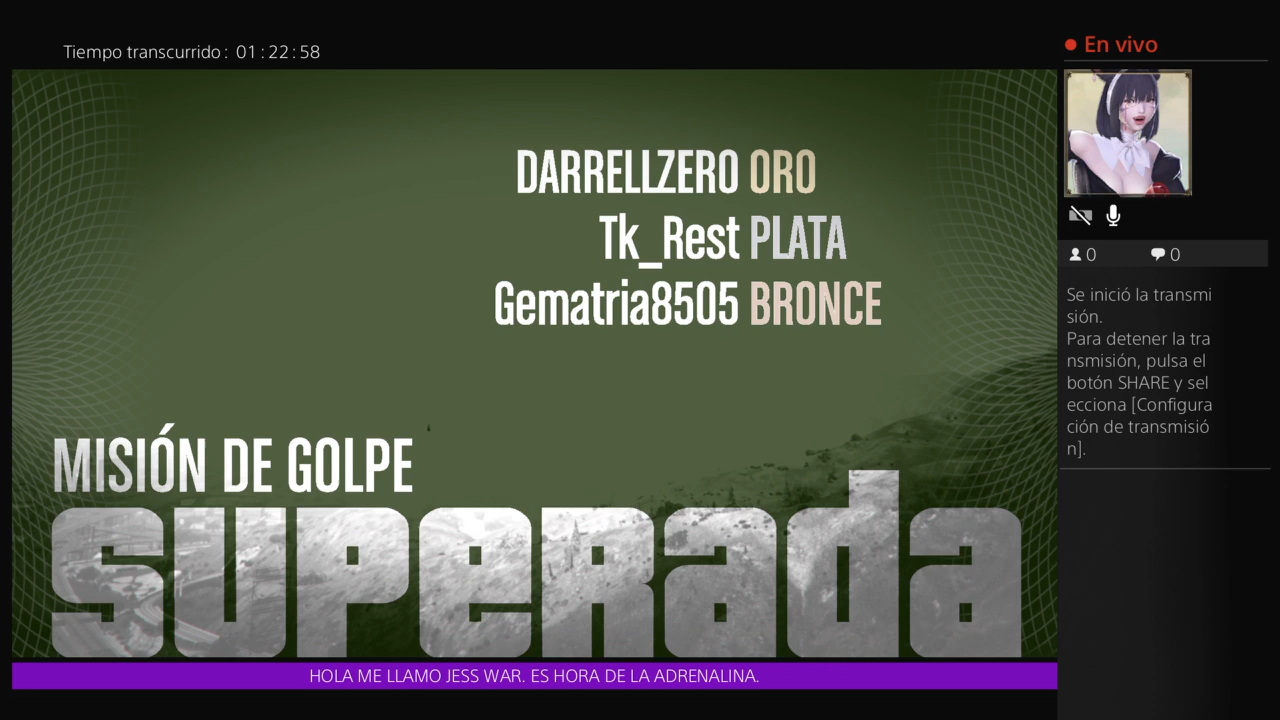 Tiempo transcurrido : 01 : 22 : 58
En vivo
DARRELLZERO ORO
Tk_Rest PLATA
Gematria8505 BRONCE
0 0
Se inició la transmi
sión.
Para detener la tra
nsmisión, pulsa el
botón SHARE y sel
ecciona [Configura
ción de transmisió
n].
MISIÓN DE GOLPE
superada
HOLA ME LLAMO JESS WAR. ES HORA DE LA ADRENALINA.